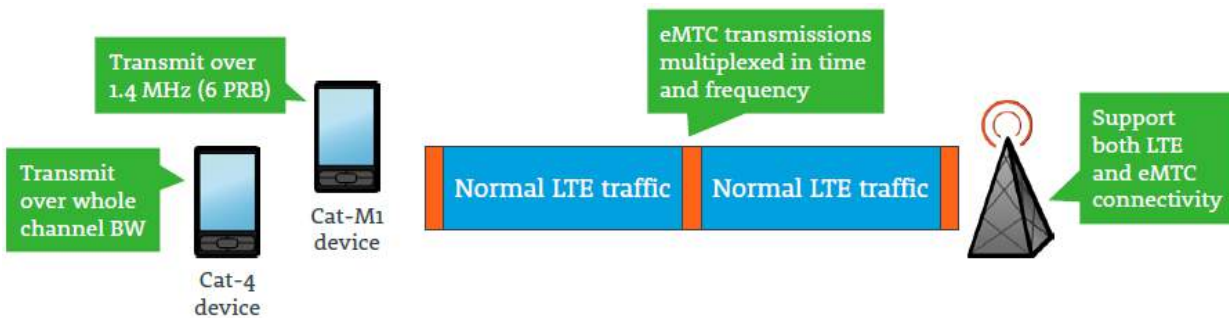 Transmit over
1.4 MHz (6 PRB)
eMTC transmissions
multiplexed in time
and frequency
Support
both LTE
and eMTC
connectivity
Transmit
over whole
channel BW
Normal LTE traffic
Normal LTE traffic
Cat-M1
device
Cat-4
device